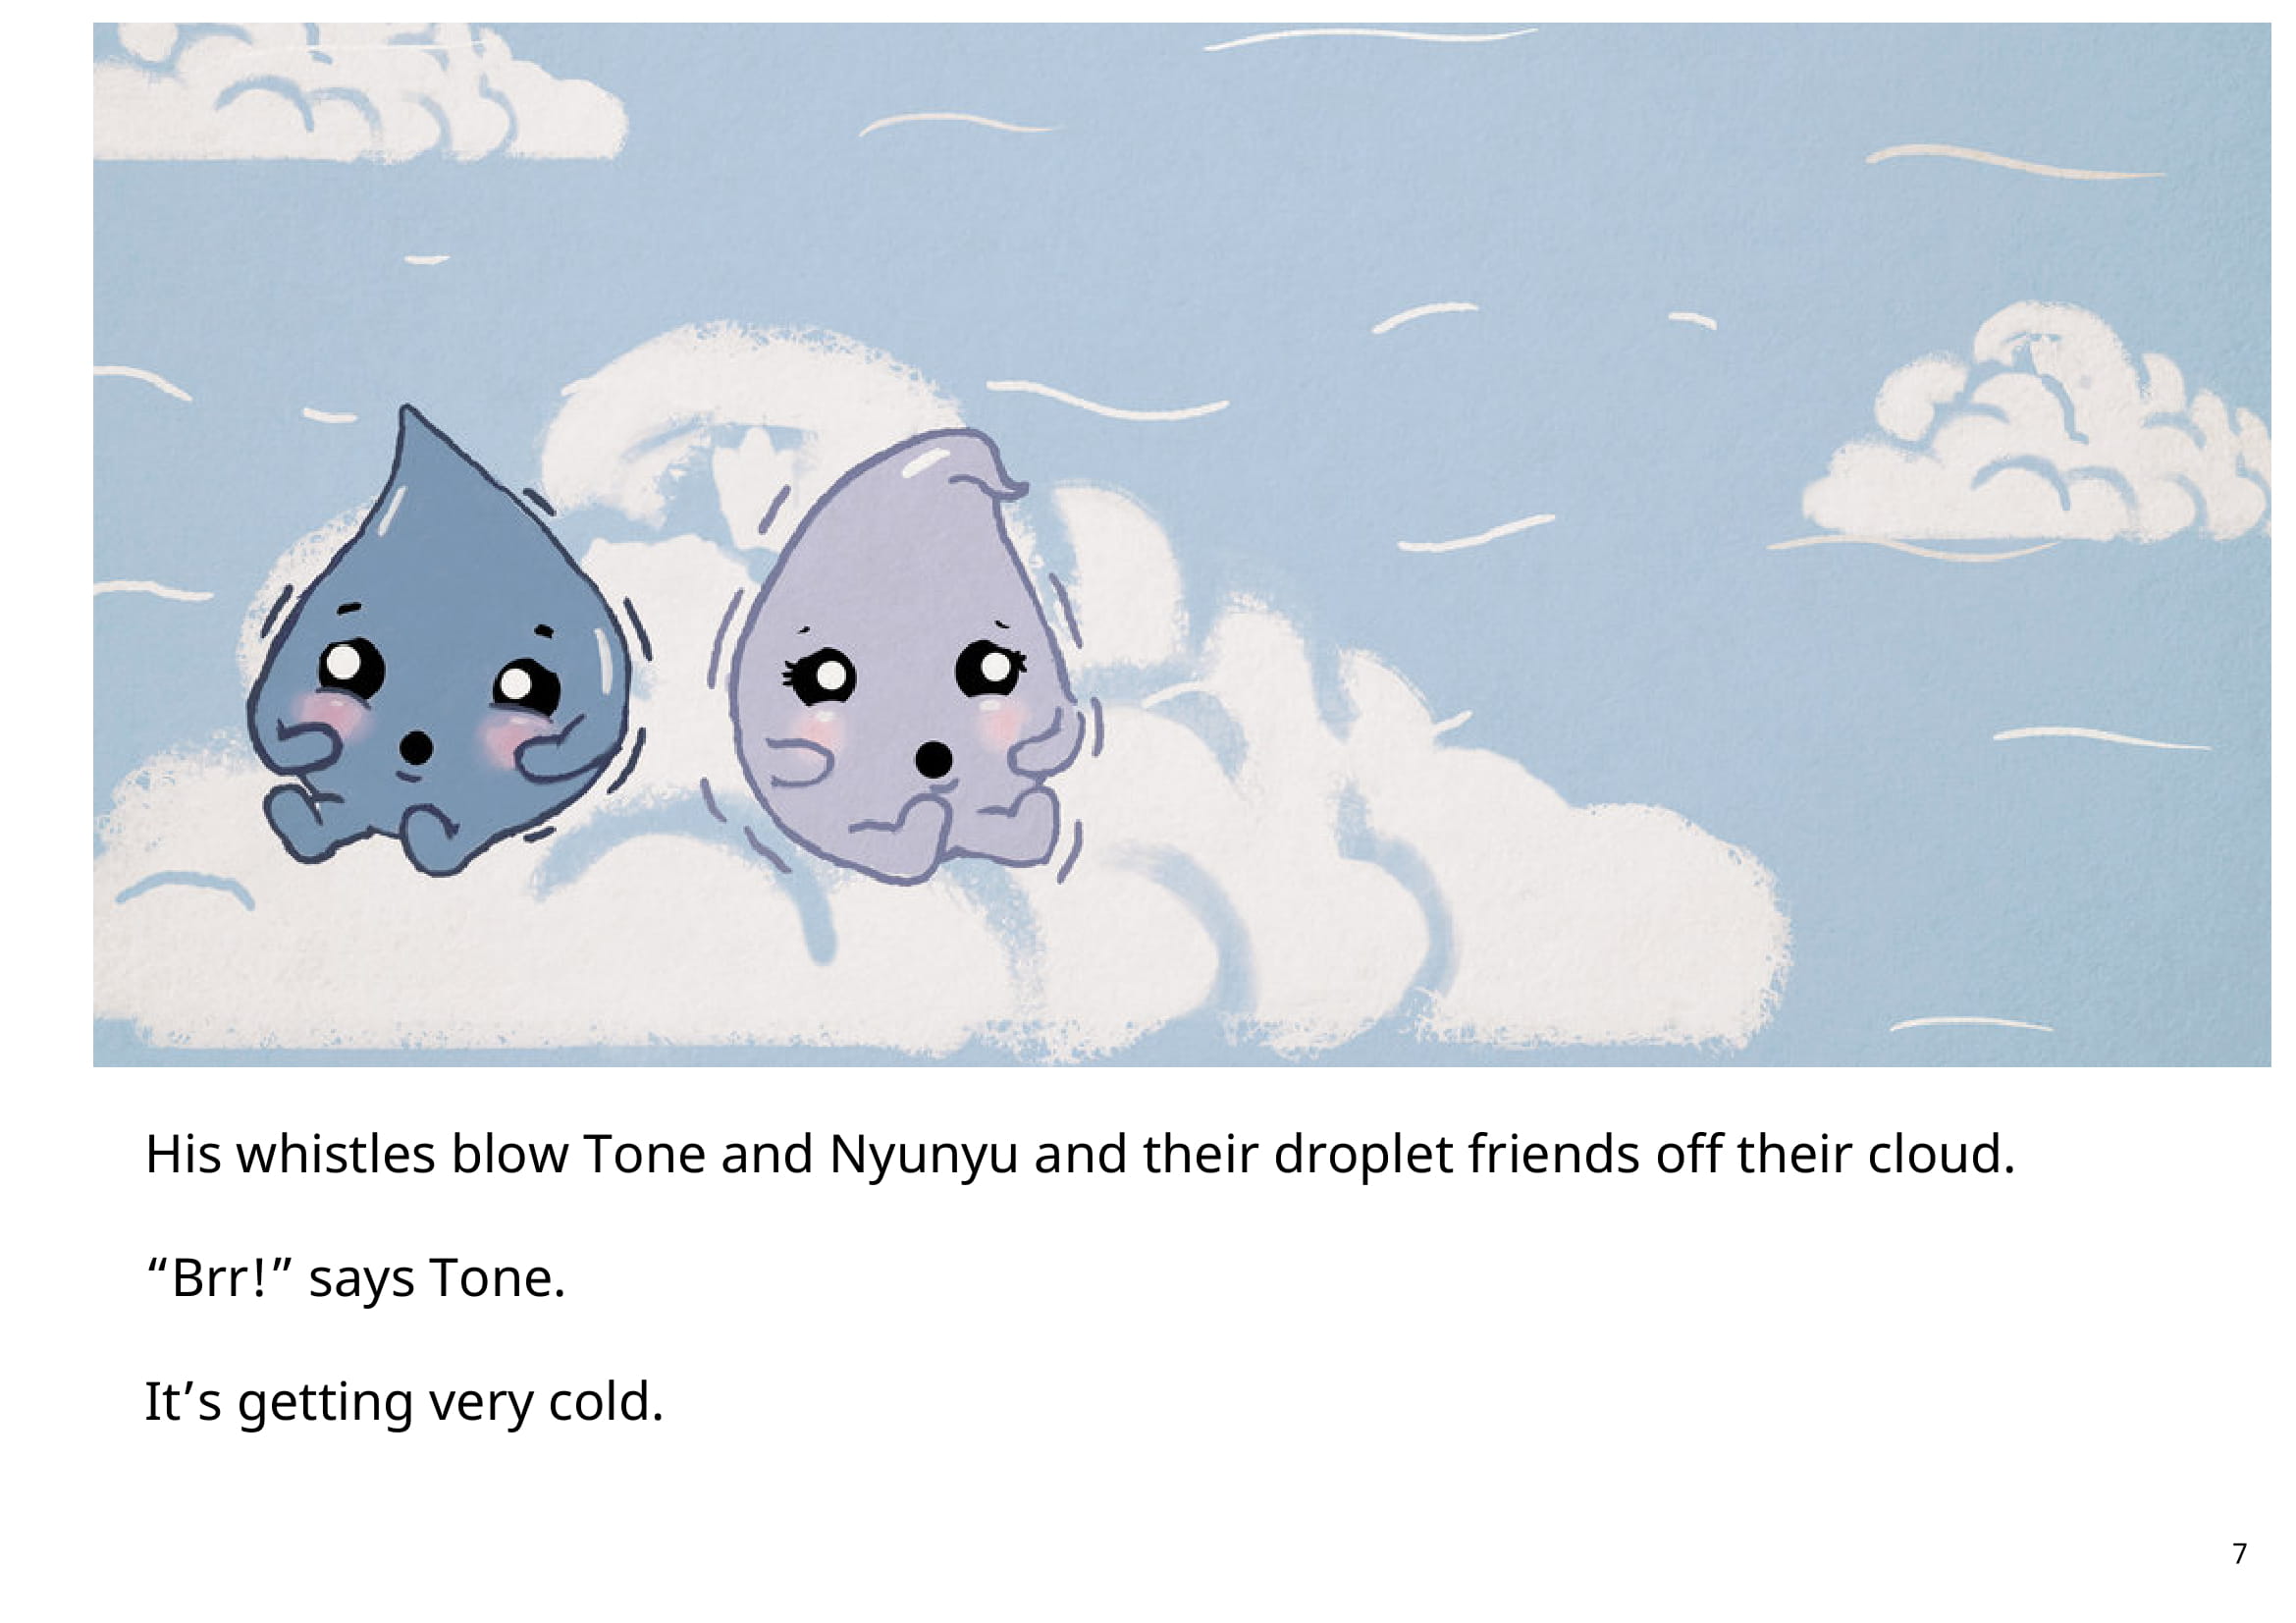 His whistles blow Tone and Nyunyu and their droplet friends off their cloud.
“Brr!” says Tone.
It’s getting very cold.
7